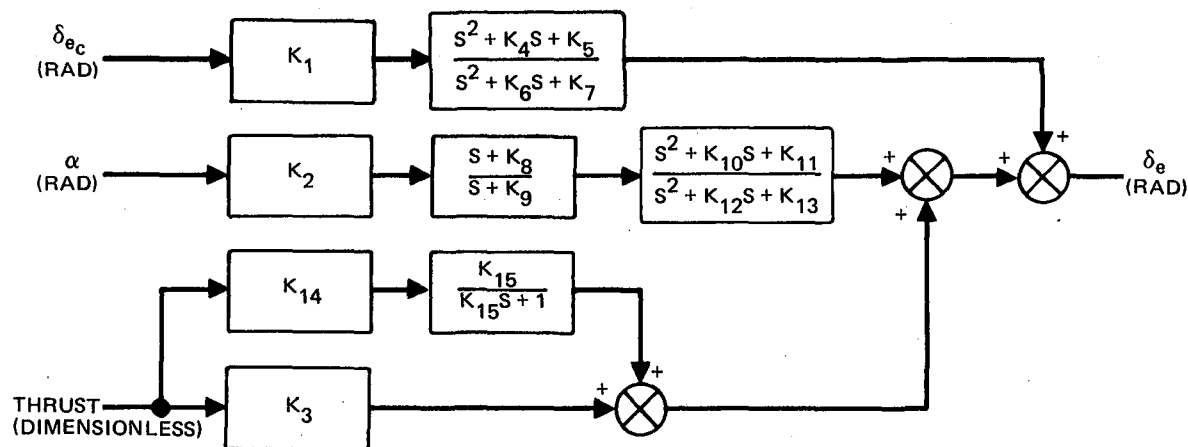 δe_c
(RAD)
K1
S² + K4S + K5
S² + K6S + K7
+
α
(RAD)
K2
S + K8
S + K9
S² + K10S + K11
S² + K12S + K13
+
+
+
δe
(RAD)
K14
K15
K15S + 1
+
THRUST
(DIMENSIONLESS)
K3
+